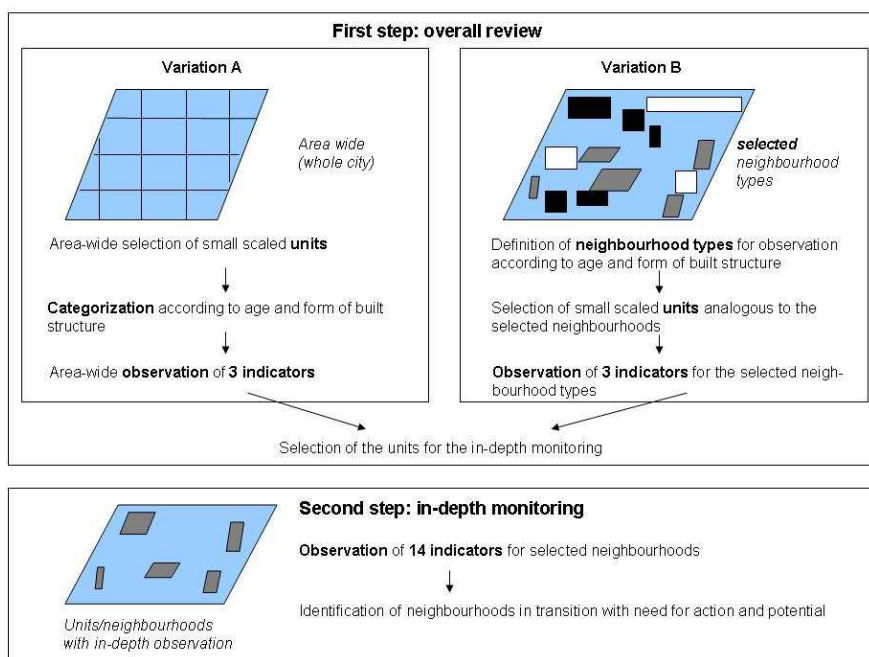 First step: overall review
Variation A
Area wide
(whole city)
Area-wide selection of small scaled units
Categorization according to age and form of built
structure
Area-wide observation of 3 indicators
Variation B
selected
neighbourhood
types
Definition of neighbourhood types for observation
according to age and form of built structure
Selection of small scaled units analogous to the
selected neighbourhoods
Observation of 3 indicators for the selected neigh-
bourhood types
Selection of the units for the in-depth monitoring
Second step: in-depth monitoring
Observation of 14 indicators for selected neighbourhoods
Identification of neighbourhoods in transition with need for action and potential
Units/neighbourhoods
with in-depth observation